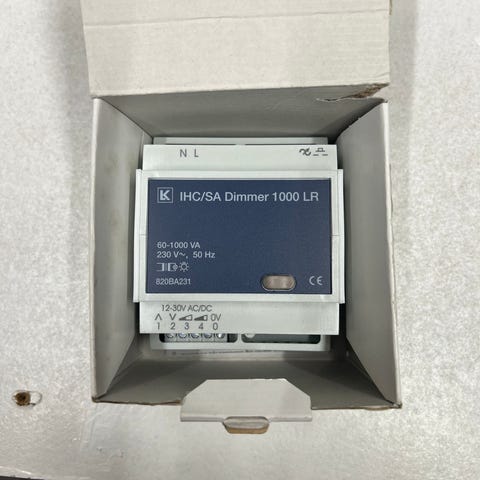 N L
LK IHC/SA Dimmer 1000 LR
60-1000 VA
230 V~, 50 Hz
820BA231
CE
12-30V AC/DC
0V
1 2 3 4 0